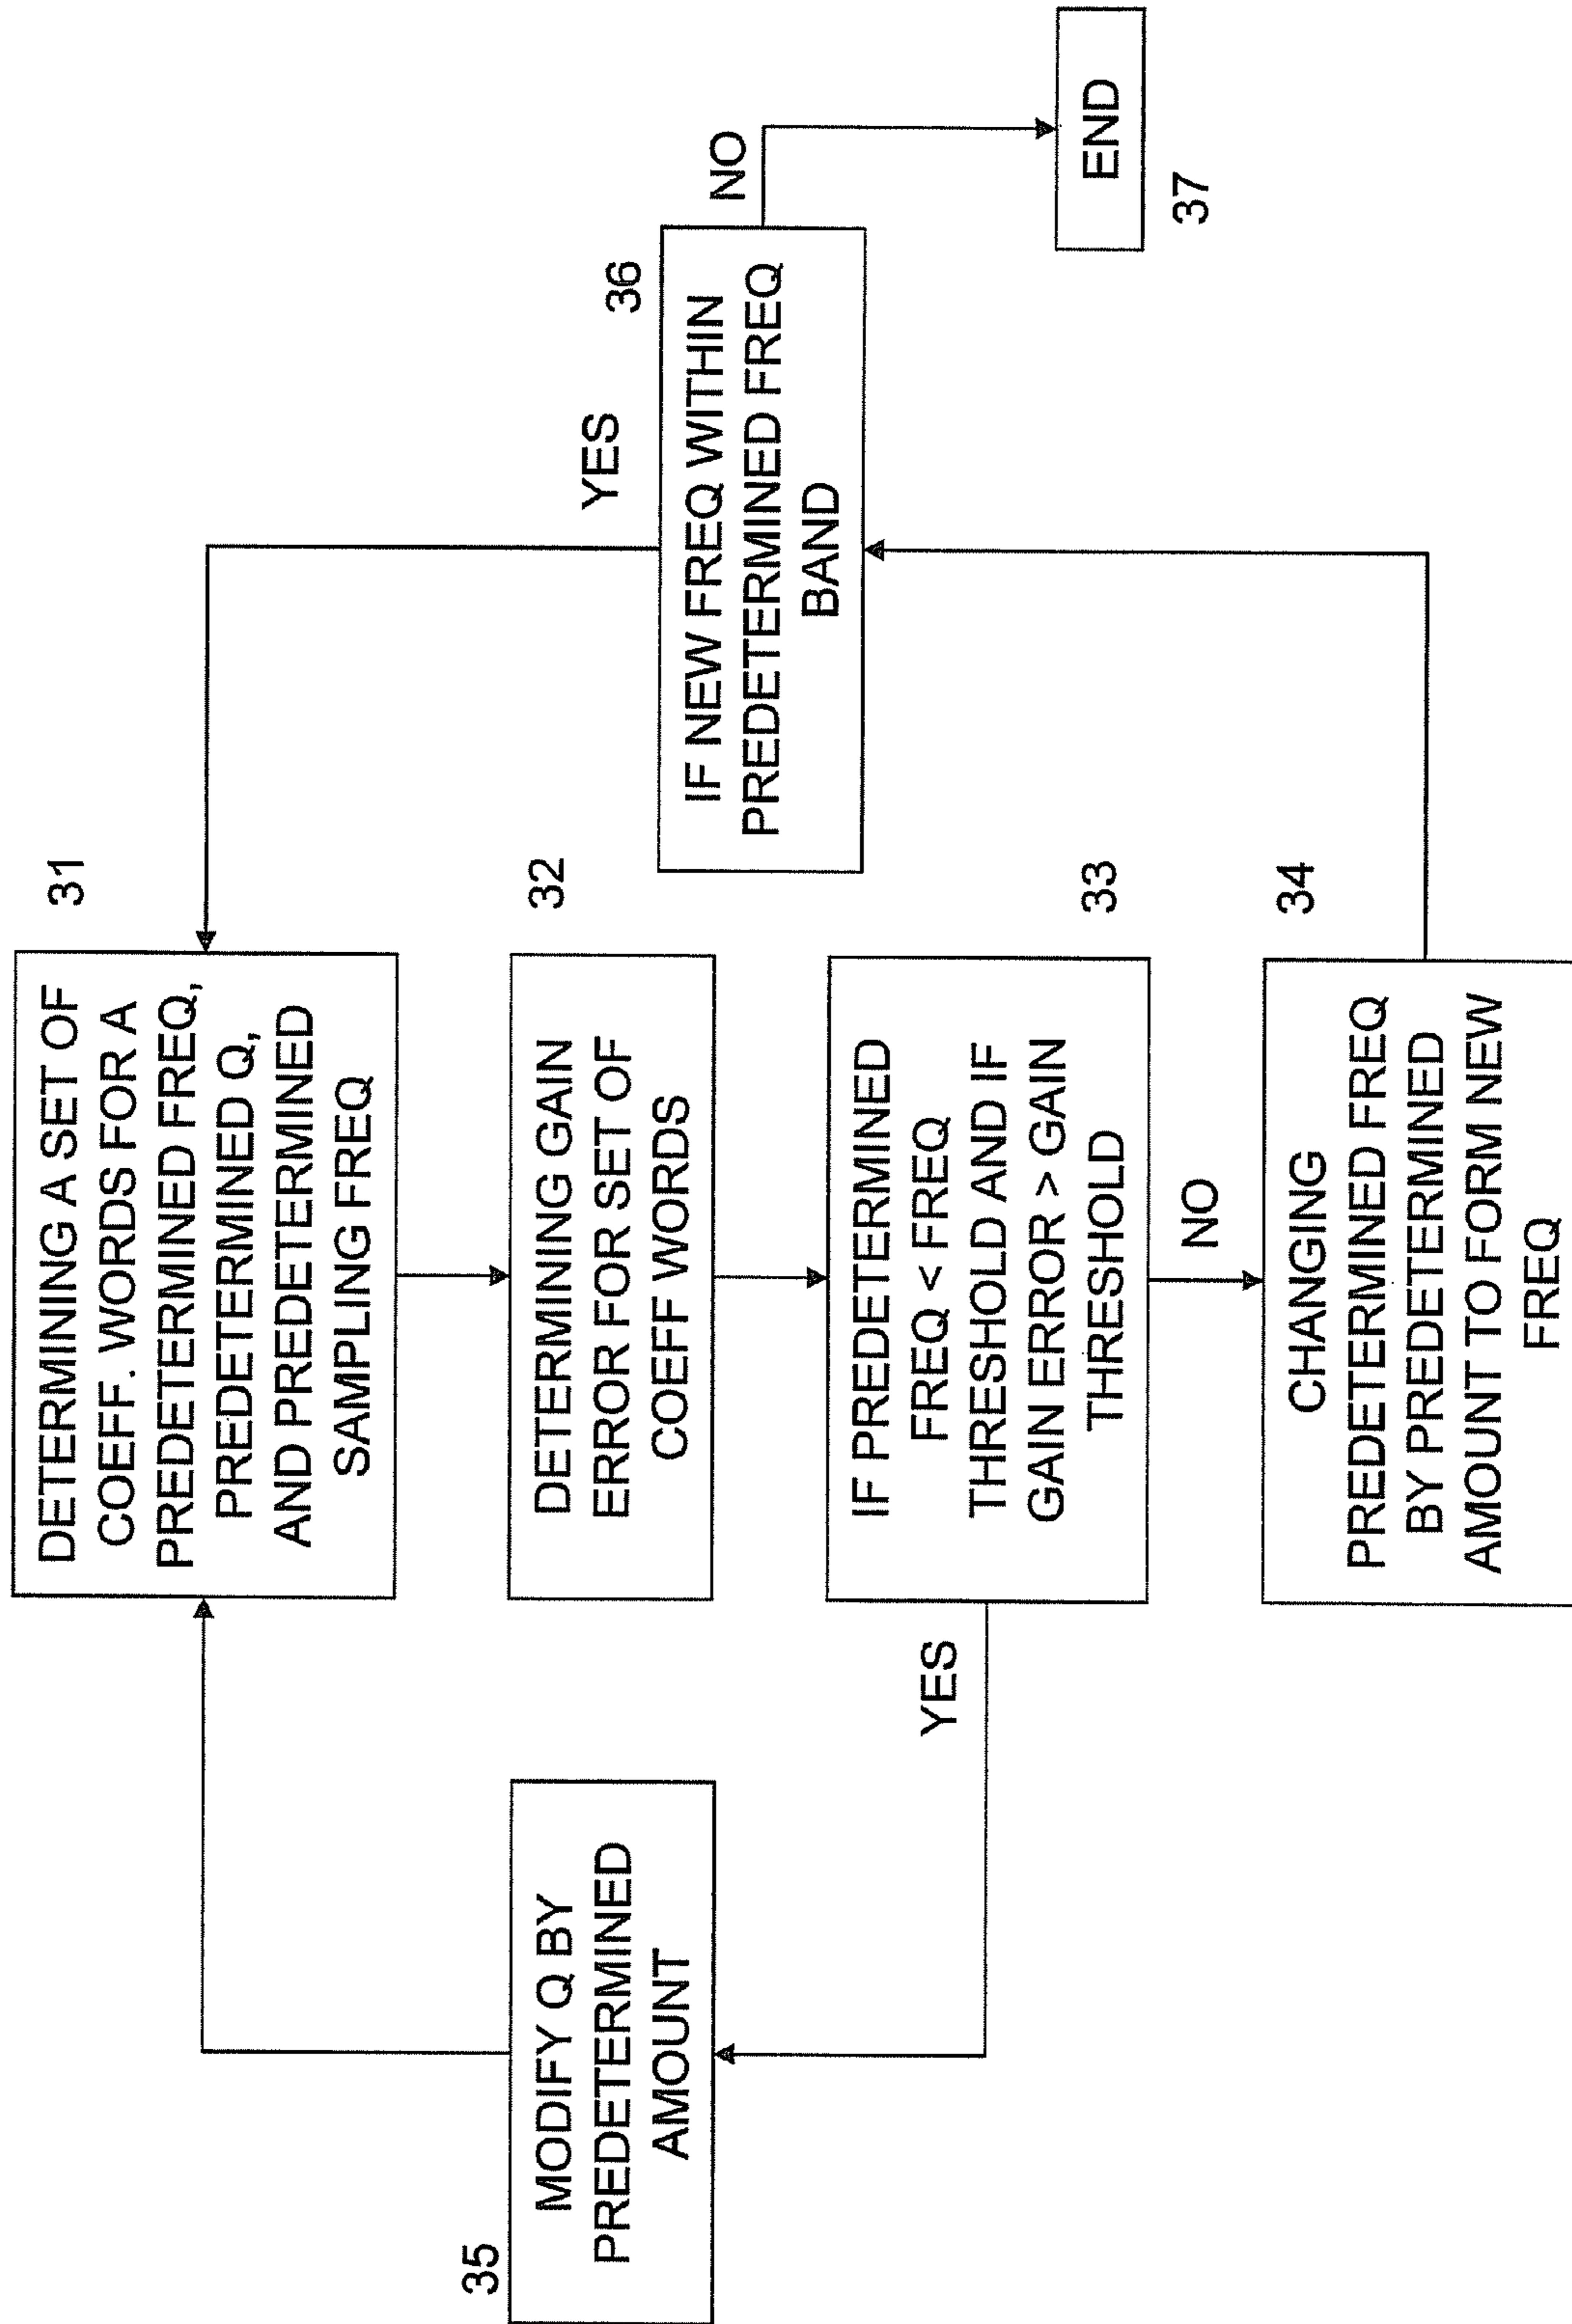 31
DETERMINING A SET OF
COEFF. WORDS FOR A
PREDETERMINED FREQ,
PREDETERMINED Q,
AND PREDETERMINED
SAMPLING FREQ
32
DETERMINING GAIN
ERROR FOR SET OF
COEFF WORDS
33
IF PREDETERMINED
FREQ < FREQ
THRESHOLD AND IF
GAIN ERROR > GAIN
THRESHOLD
YES
NO
34
CHANGING
PREDETERMINED FREQ
BY PREDETERMINED
AMOUNT TO FORM NEW
FREQ
35
MODIFY Q BY
PREDETERMINED
AMOUNT
36
IF NEW FREQ WITHIN
PREDETERMINED FREQ
BAND
YES
NO
END
37